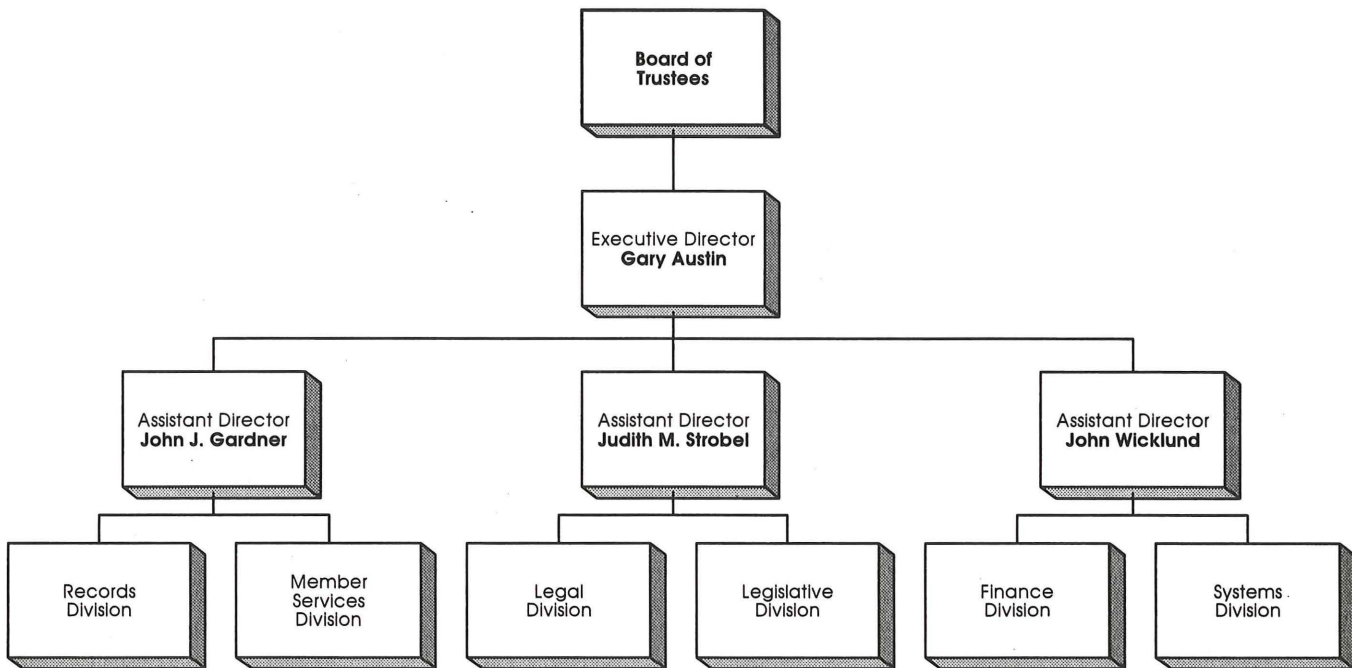 Board of
Trustees
Executive Director
Gary Austin
Assistant Director
John J. Gardner
Assistant Director
Judith M. Strobel
Assistant Director
John Wicklund
Records
Division
Member
Services
Division
Legal
Division
Legislative
Division
Finance
Division
Systems
Division